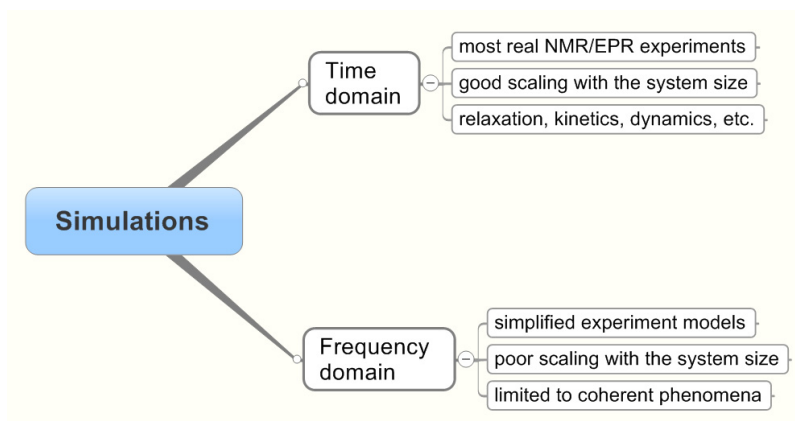 Simulations
Time
domain
most real NMR/EPR experiments
good scaling with the system size
relaxation, kinetics, dynamics, etc.
Frequency
domain
simplified experiment models
poor scaling with the system size
limited to coherent phenomena